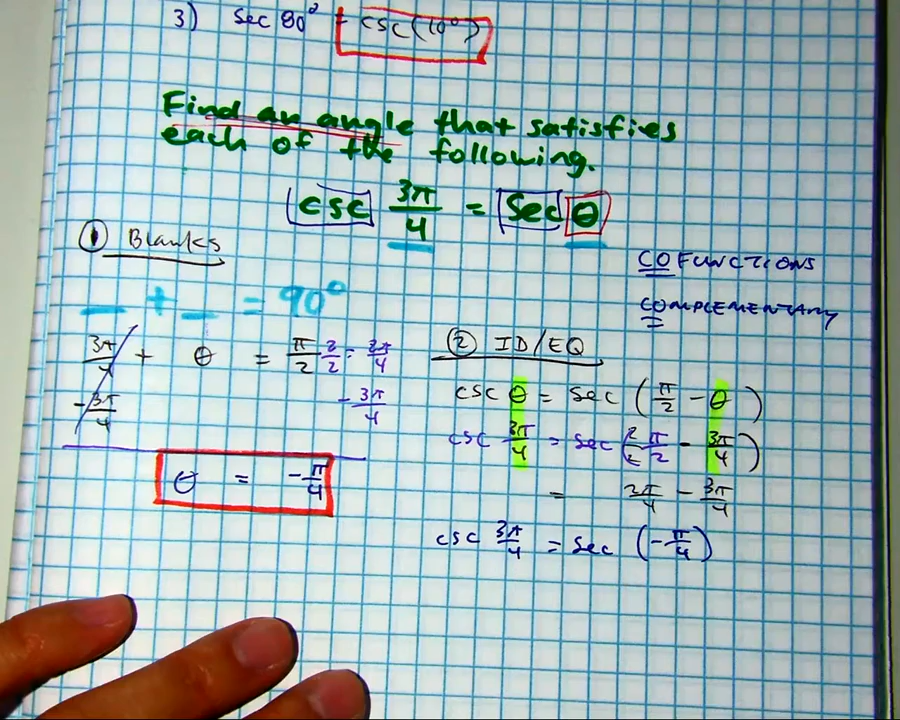 3) sec 80° = csc(10°)
Find an angle that satisfies
each of the following.
csc 3π/4 = sec θ
① Blanks
__ + __ = 90°
3π/4 + θ = π/2 2/2 = 2π/4
-3π/4 -3π/4
θ = -π/4
COFUNCTIONS
COMPLEMENTARY
② ID/EQ
csc θ = sec (π/2 - θ)
csc 3π/4 = sec (2/2 π/2 - 3π/4)
= 2π/4 - 3π/4
csc 3π/4 = sec (-π/4)